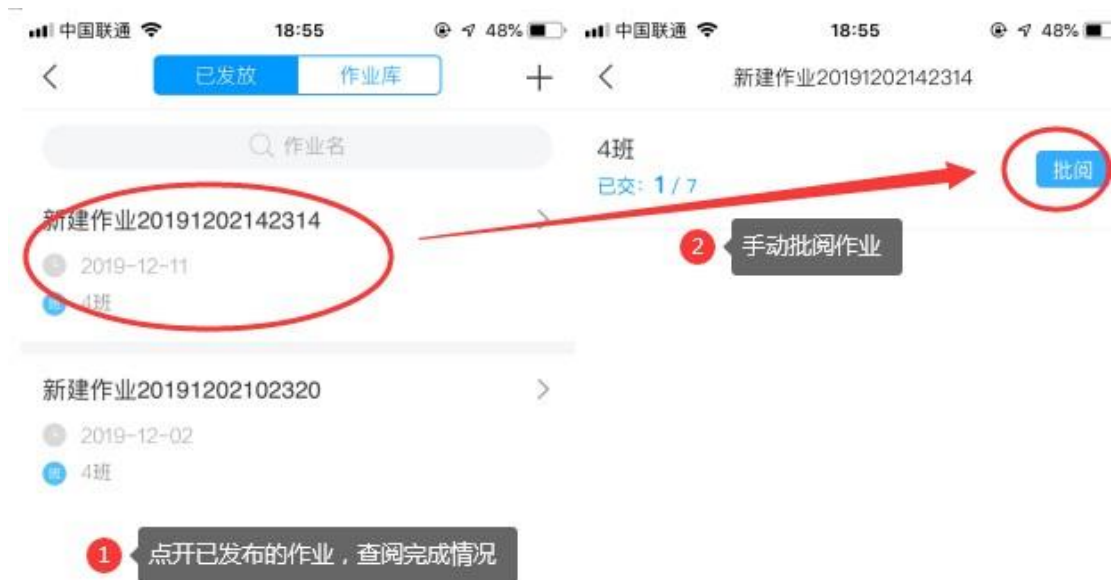 中国联通 18:55 48%
已发放 作业库
作业名
新建作业20191202142314
2019-12-11
班 4班
新建作业20191202102320
2019-12-02
班 4班
1 点开已发布的作业，查阅完成情况
中国联通 18:55 48%
新建作业20191202142314
4班
批阅
已交: 1 / 7
2 手动批阅作业